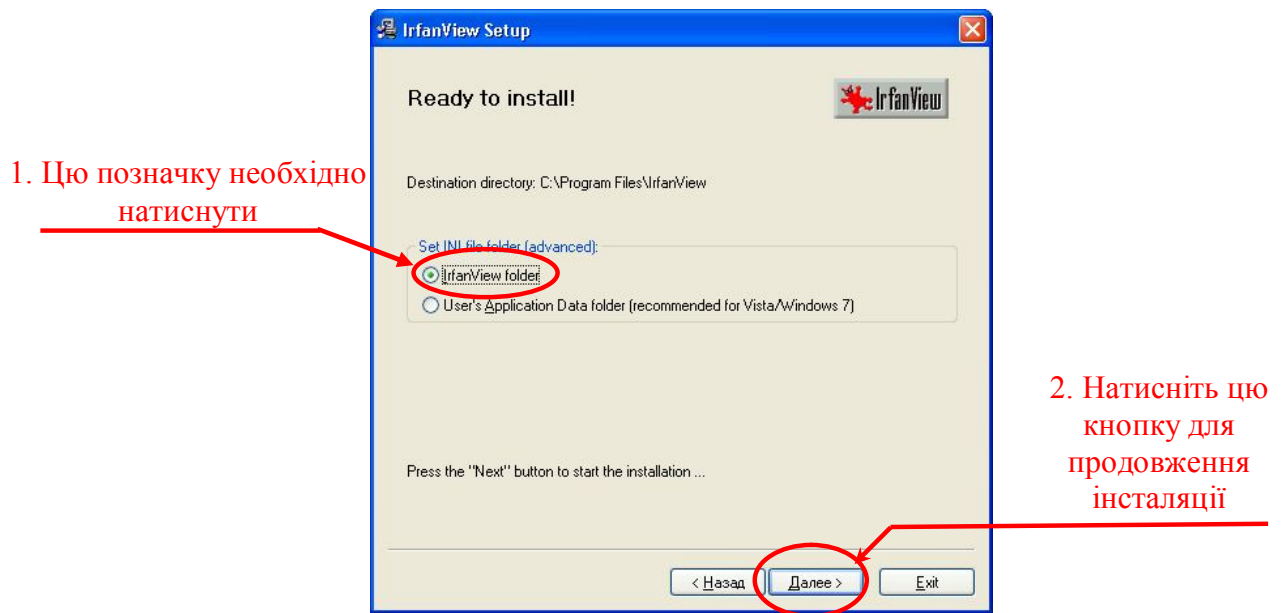 IrfanView Setup
Ready to install!
IrfanView
1. Цю позначку необхідно
натиснути
Destination directory: C:\Program Files\IrfanView
Set INI file folder (advanced):
IrfanView folder
User's Application Data folder (recommended for Vista/Windows 7)
2. Натисніть цю
кнопку для
продовження
інсталяції
Press the "Next" button to start the installation ...
< Назад
Далее >
Exit